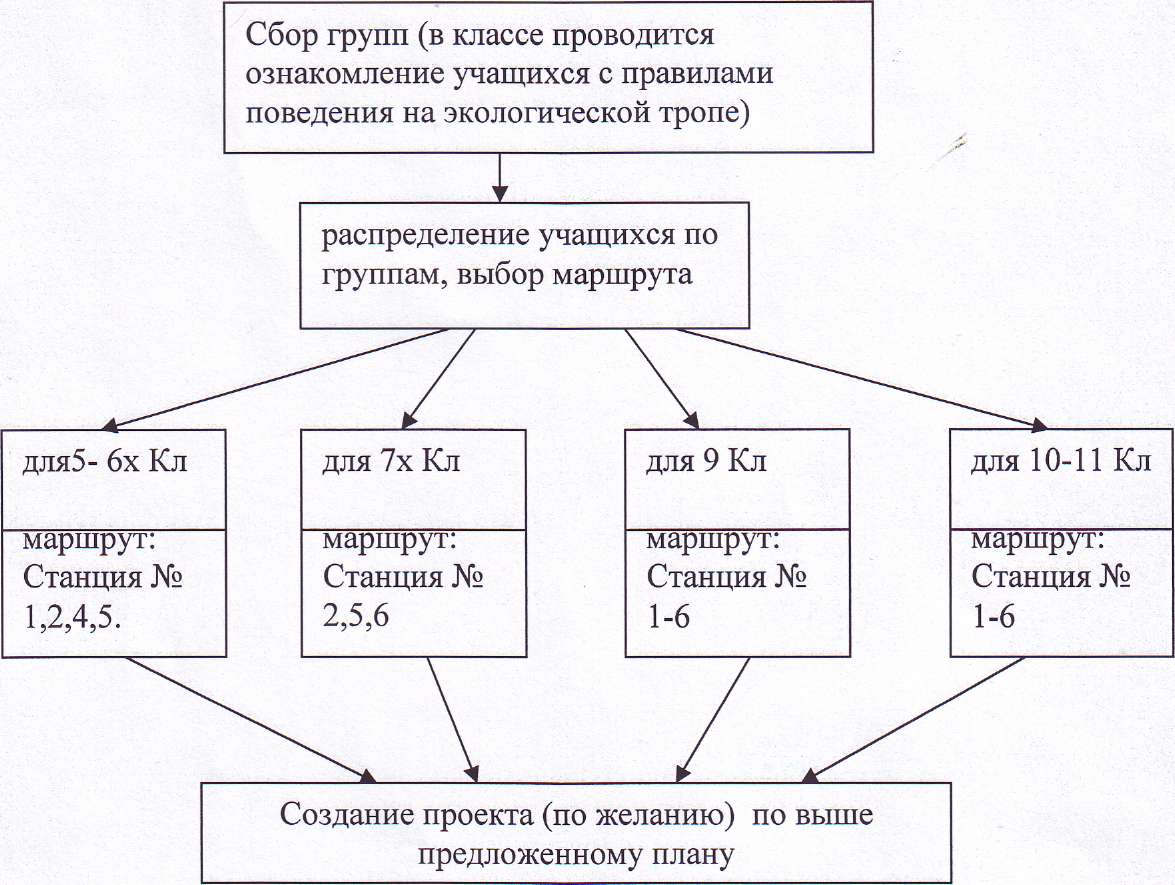 Сбор групп (в классе проводится
ознакомление учащихся с правилами
поведения на экологической тропе)
распределение учащихся по
группам, выбор маршрута
для5- 6х Кл
маршрут:
Станция №
1,2,4,5.
для 7х Кл
маршрут:
Станция №
2,5,6
для 9 Кл
маршрут:
Станция №
1-6
для 10-11 Кл
маршрут:
Станция №
1-6
Создание проекта (по желанию) по выше
предложенному плану